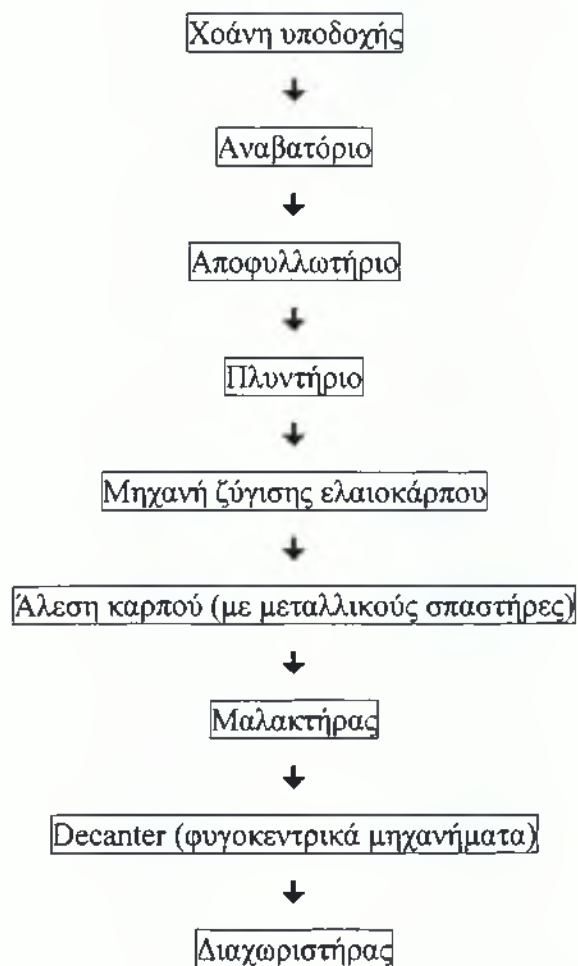 Χοάνη υποδοχής
Αναβατόριο
Αποφυλλωτήριο
Πλυντήριο
Μηχανή ζύγισης ελαιοκάρπου
Άλεση καρπού (με μεταλλικούς σπαστήρες)
Μαλακτήρας
Decanter (φυγοκεντρικά μηχανήματα)
Διαχωριστήρας